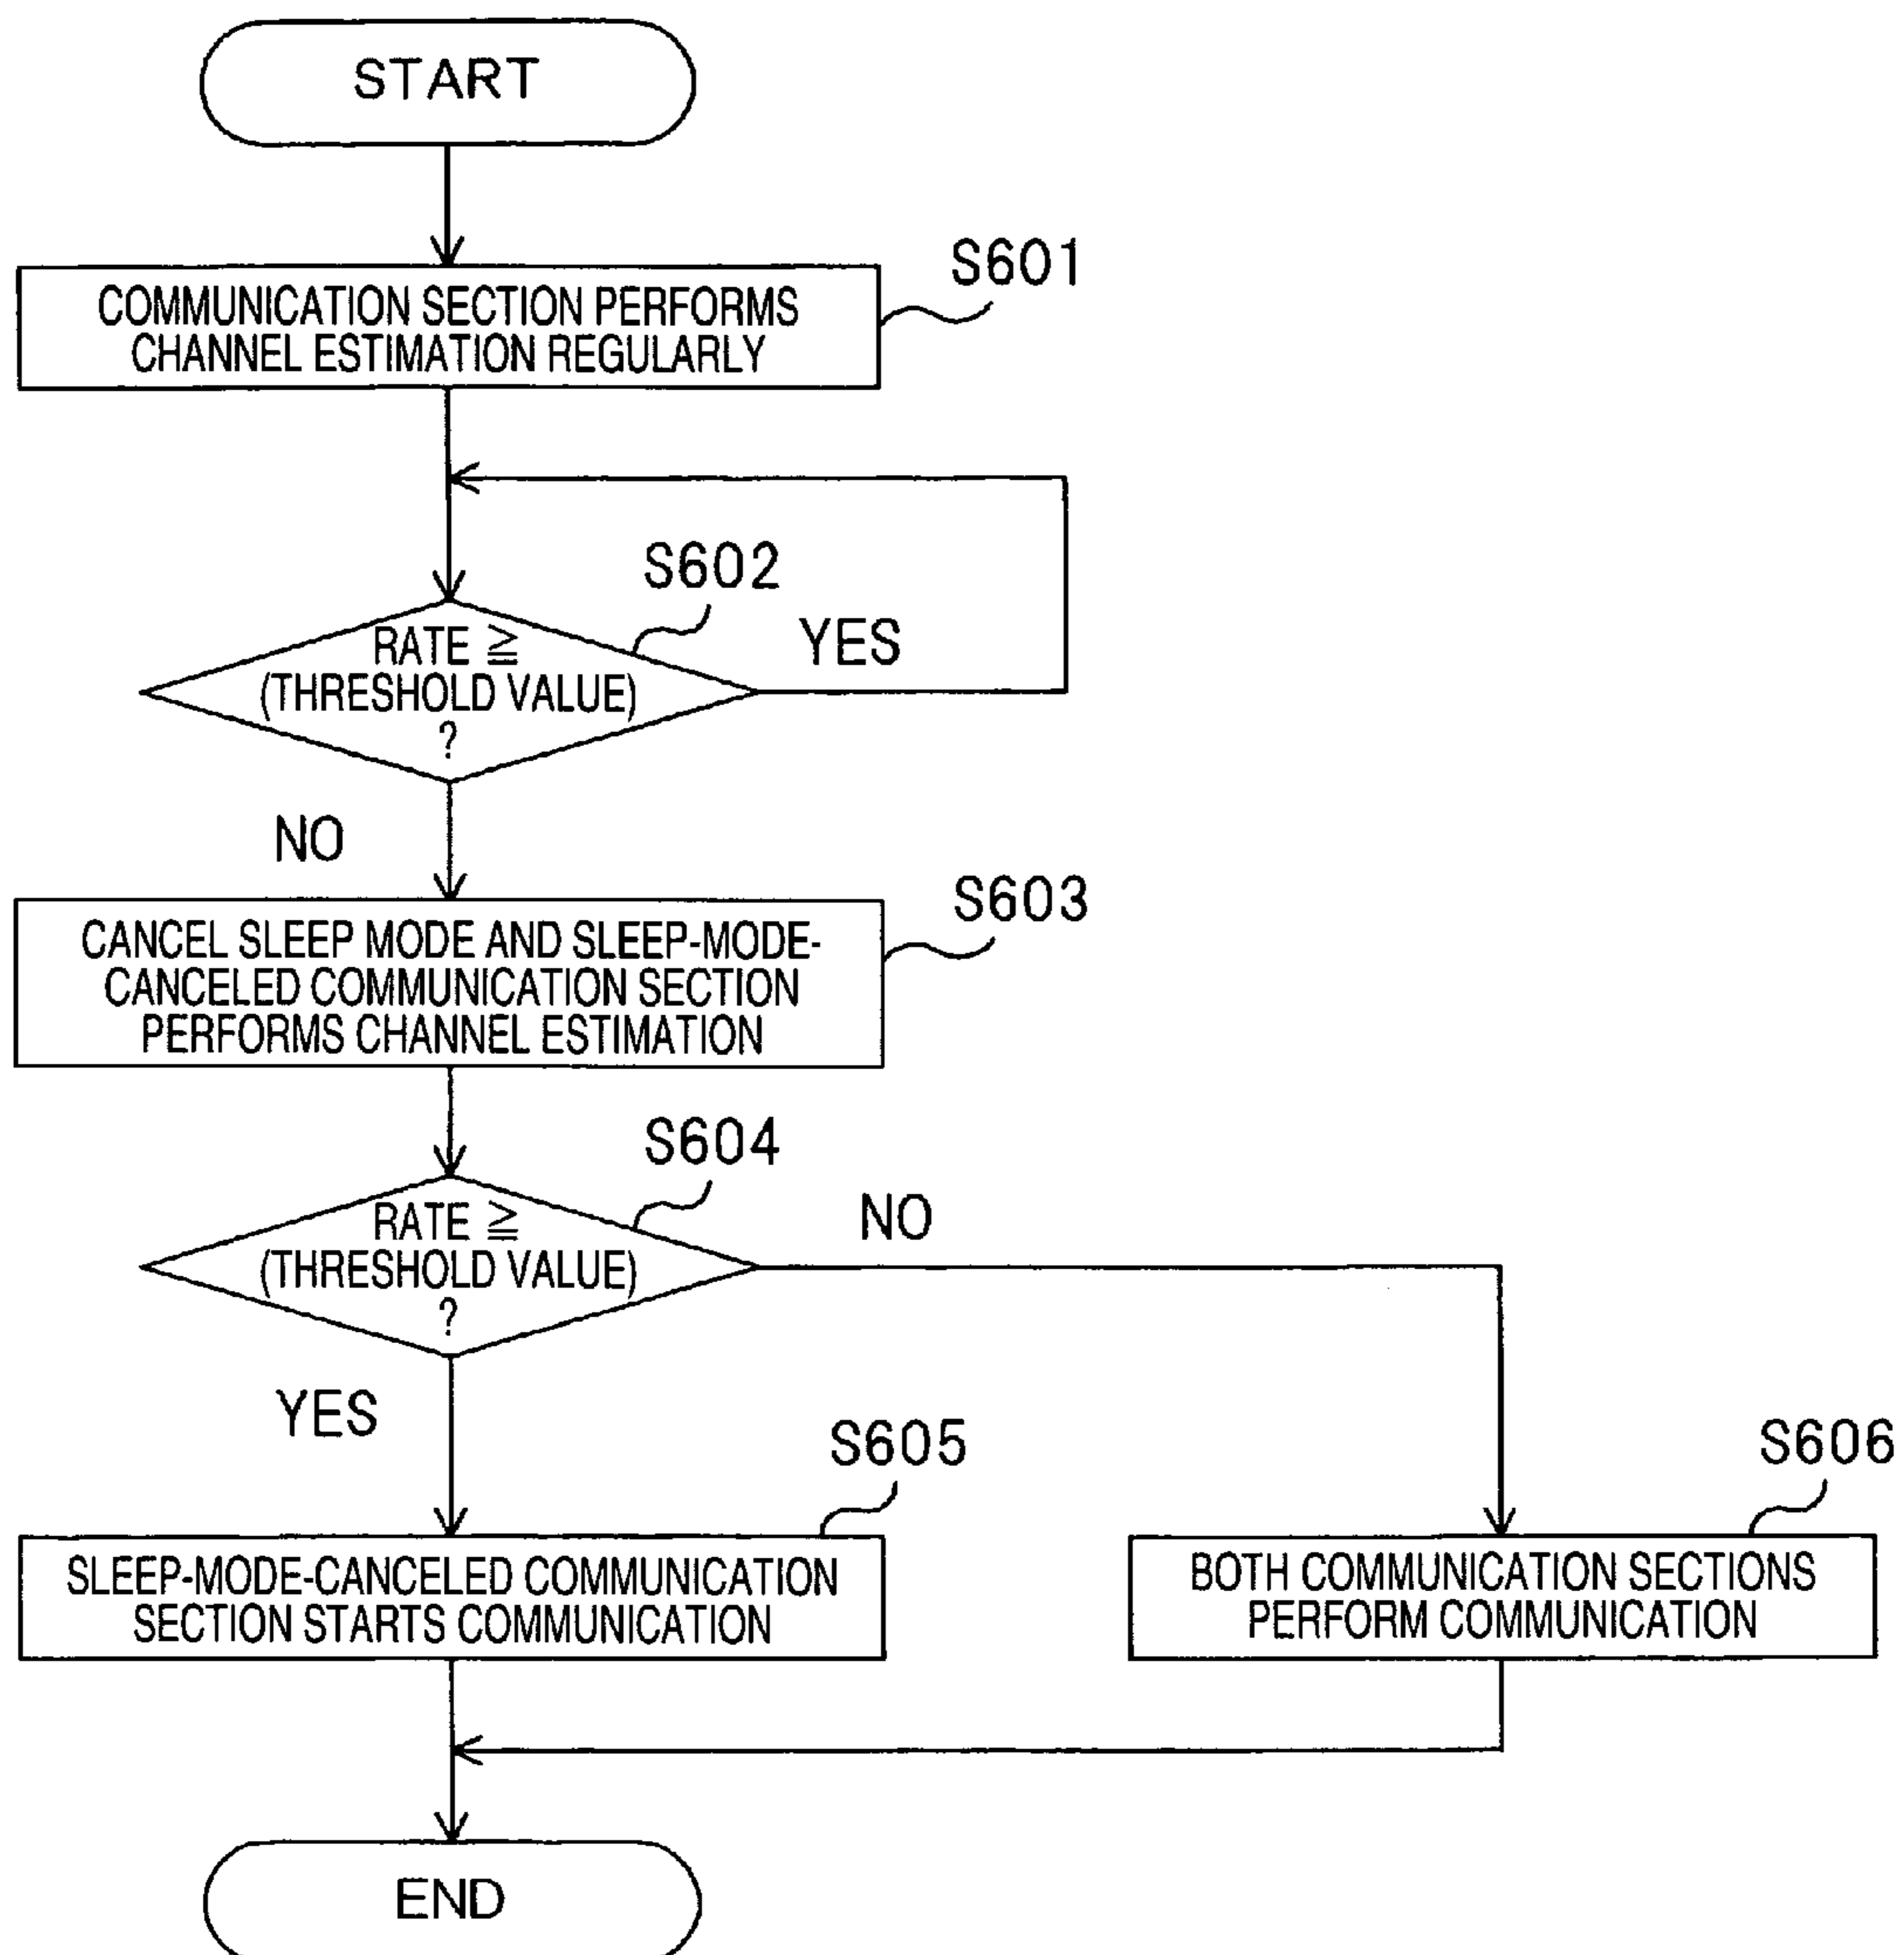 START
S601
COMMUNICATION SECTION PERFORMS
CHANNEL ESTIMATION REGULARLY
S602
RATE ≧
(THRESHOLD VALUE)
?
YES
NO
S603
CANCEL SLEEP MODE AND SLEEP-MODE-
CANCELED COMMUNICATION SECTION
PERFORMS CHANNEL ESTIMATION
S604
RATE ≧
(THRESHOLD VALUE)
?
NO
YES
S605
SLEEP-MODE-CANCELED COMMUNICATION
SECTION STARTS COMMUNICATION
S606
BOTH COMMUNICATION SECTIONS
PERFORM COMMUNICATION
END